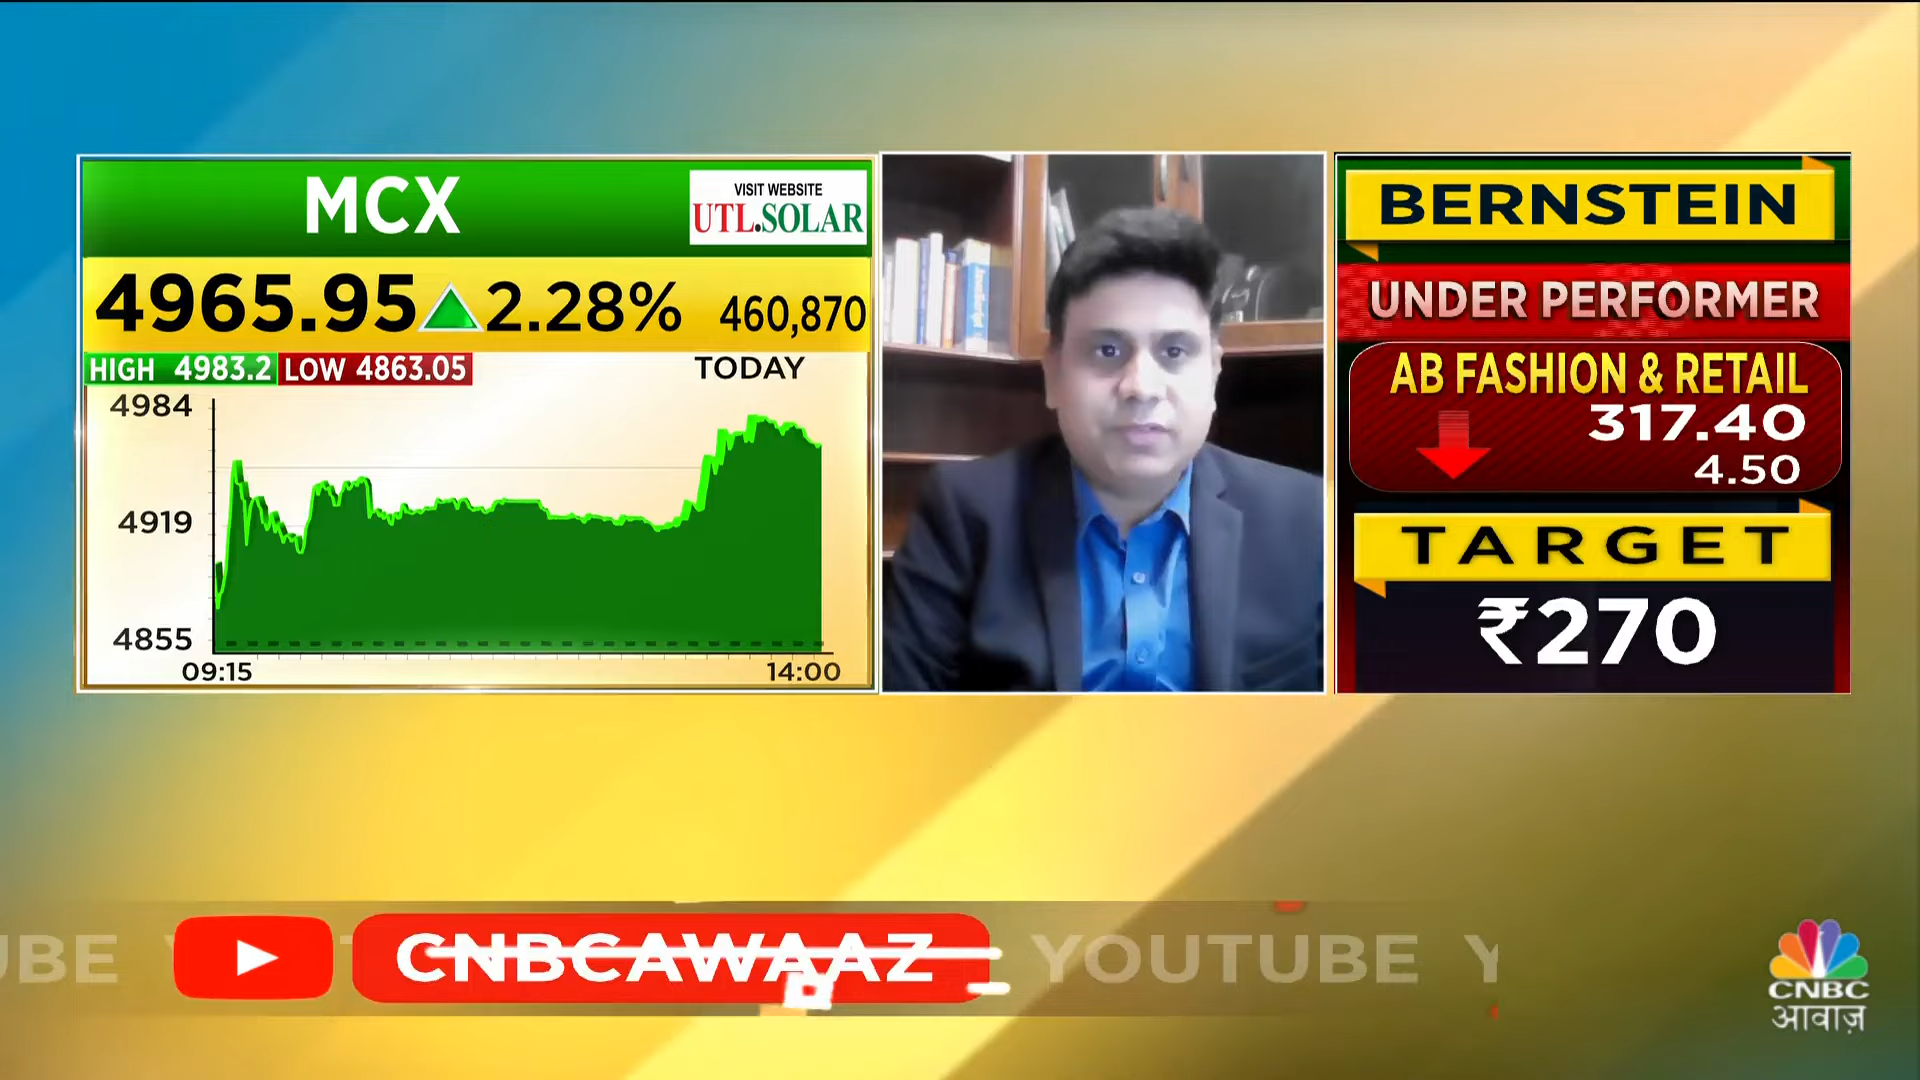 MCX
VISIT WEBSITE
UTL.SOLAR
4965.95 2.28% 460,870
HIGH 4983.2 LOW 4863.05 TODAY
4984
4919
4855
09:15 14:00
BERNSTEIN
UNDER PERFORMER
AB FASHION & RETAIL
317.40
4.50
TARGET
₹270
UBE Y CNBCAWAAZ YOUTUBE Y
CNBC
आवाज़